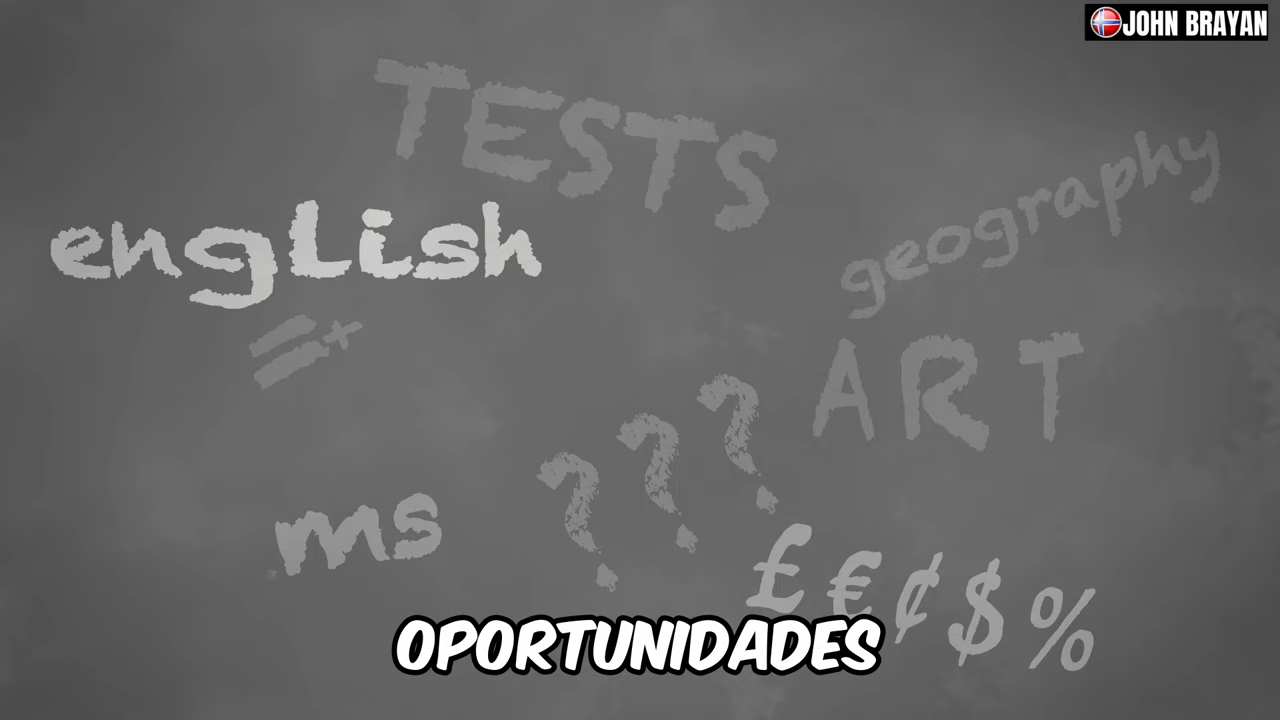 JOHN BRAYAN
TESTS
geography
engLish
=+
ART
???
ms
£ € ¢ $ %
OPORTUNIDADES